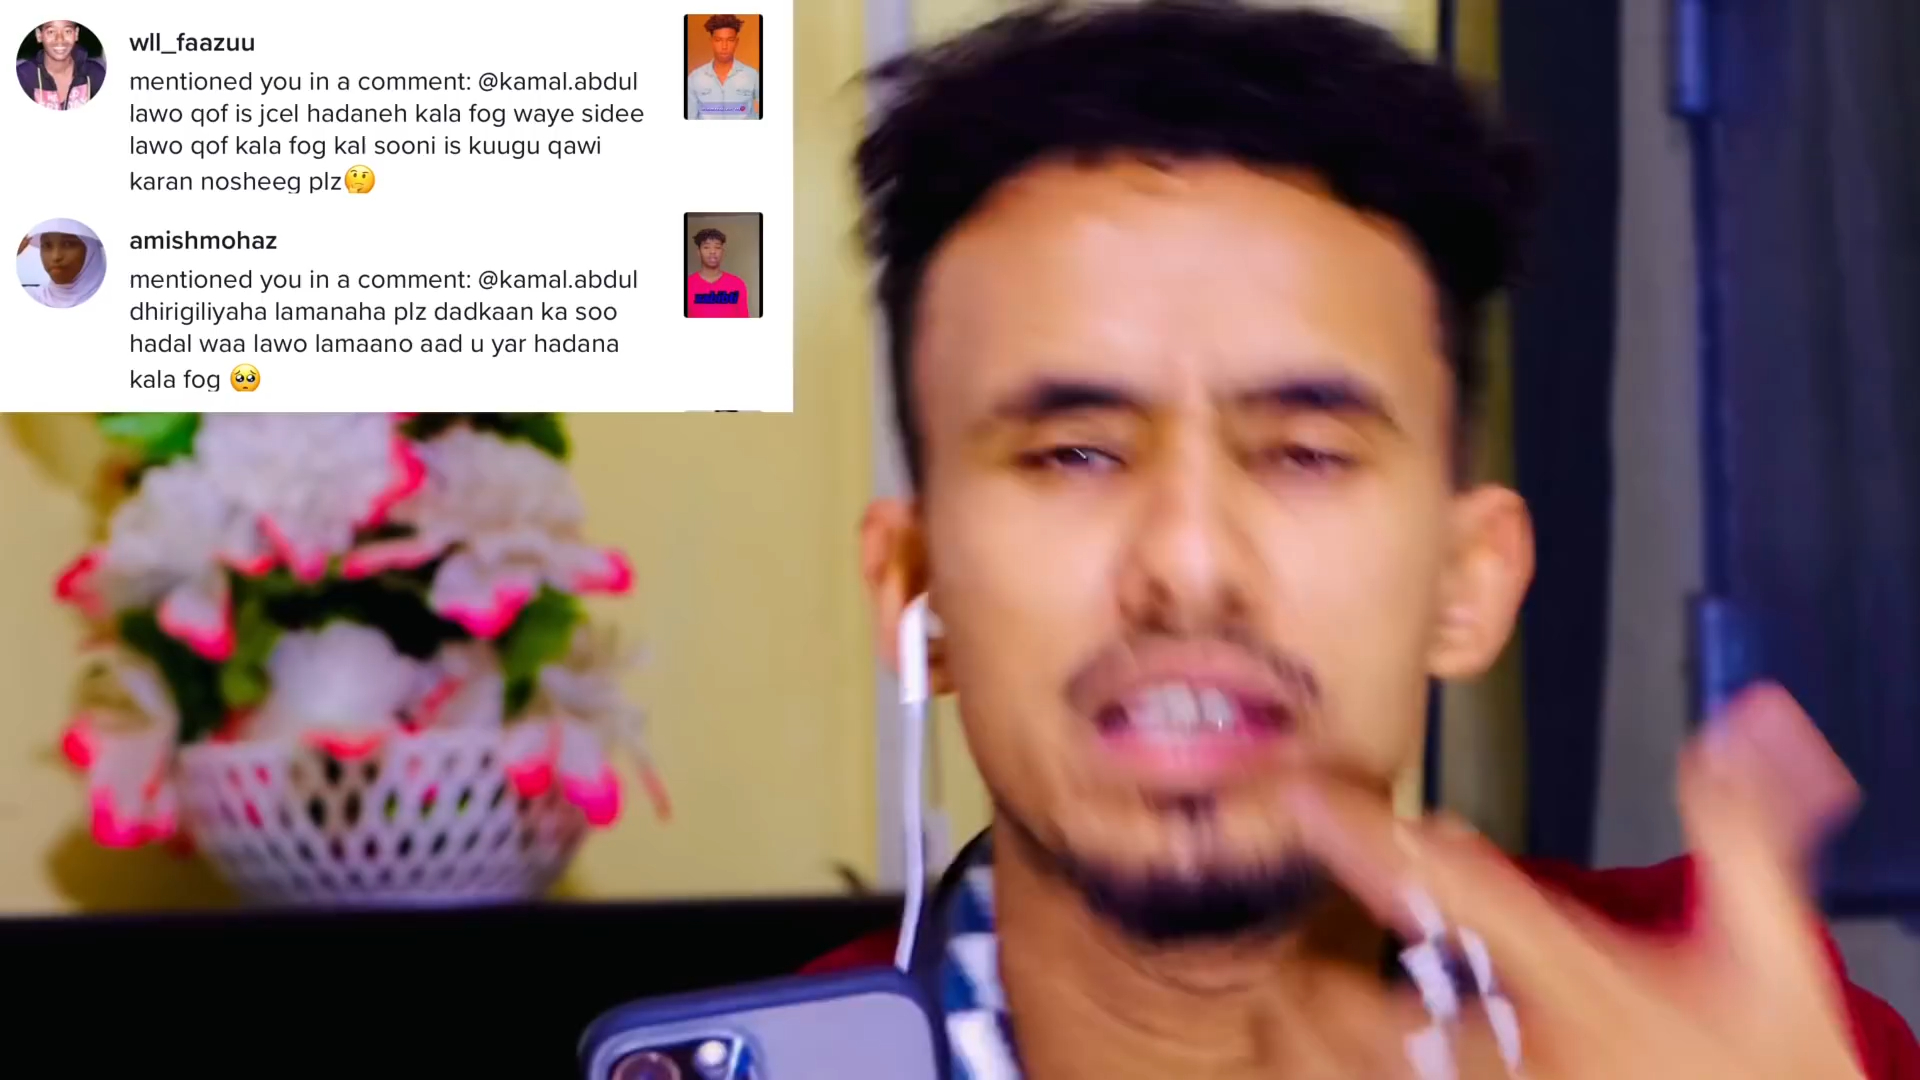 wll_faazuu
mentioned you in a comment: @kamal.abdul
lawo qof is jcel hadaneh kala fog waye sidee
lawo qof kala fog kal sooni is kuugu qawi
karan nosheeg plz🤔
amishmohaz
mentioned you in a comment: @kamal.abdul
dhirigiliyaha lamanaha plz dadkaan ka soo
hadal waa lawo lamaano aad u yar hadana
kala fog 🥺